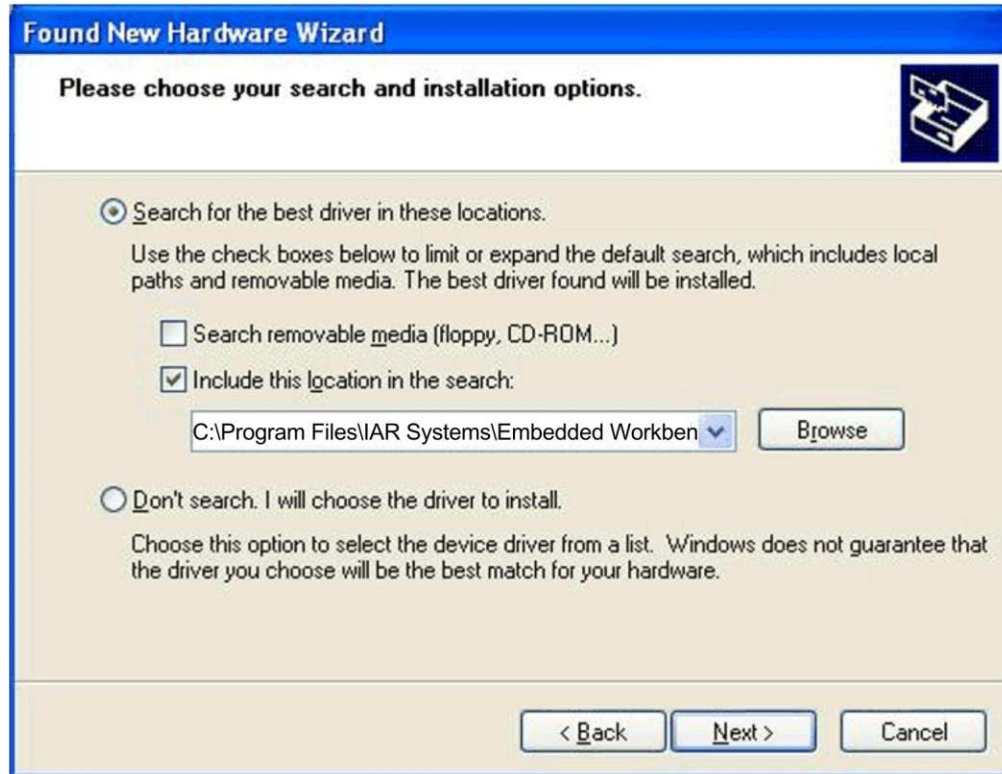 Found New Hardware Wizard
Please choose your search and installation options.
Search for the best driver in these locations.
Use the check boxes below to limit or expand the default search, which includes local
paths and removable media. The best driver found will be installed.
Search removable media (floppy, CD-ROM...)
Include this location in the search:
C:\Program Files\IAR Systems\Embedded Workben
Browse
Don't search. I will choose the driver to install.
Choose this option to select the device driver from a list. Windows does not guarantee that
the driver you choose will be the best match for your hardware.
< Back
Next >
Cancel